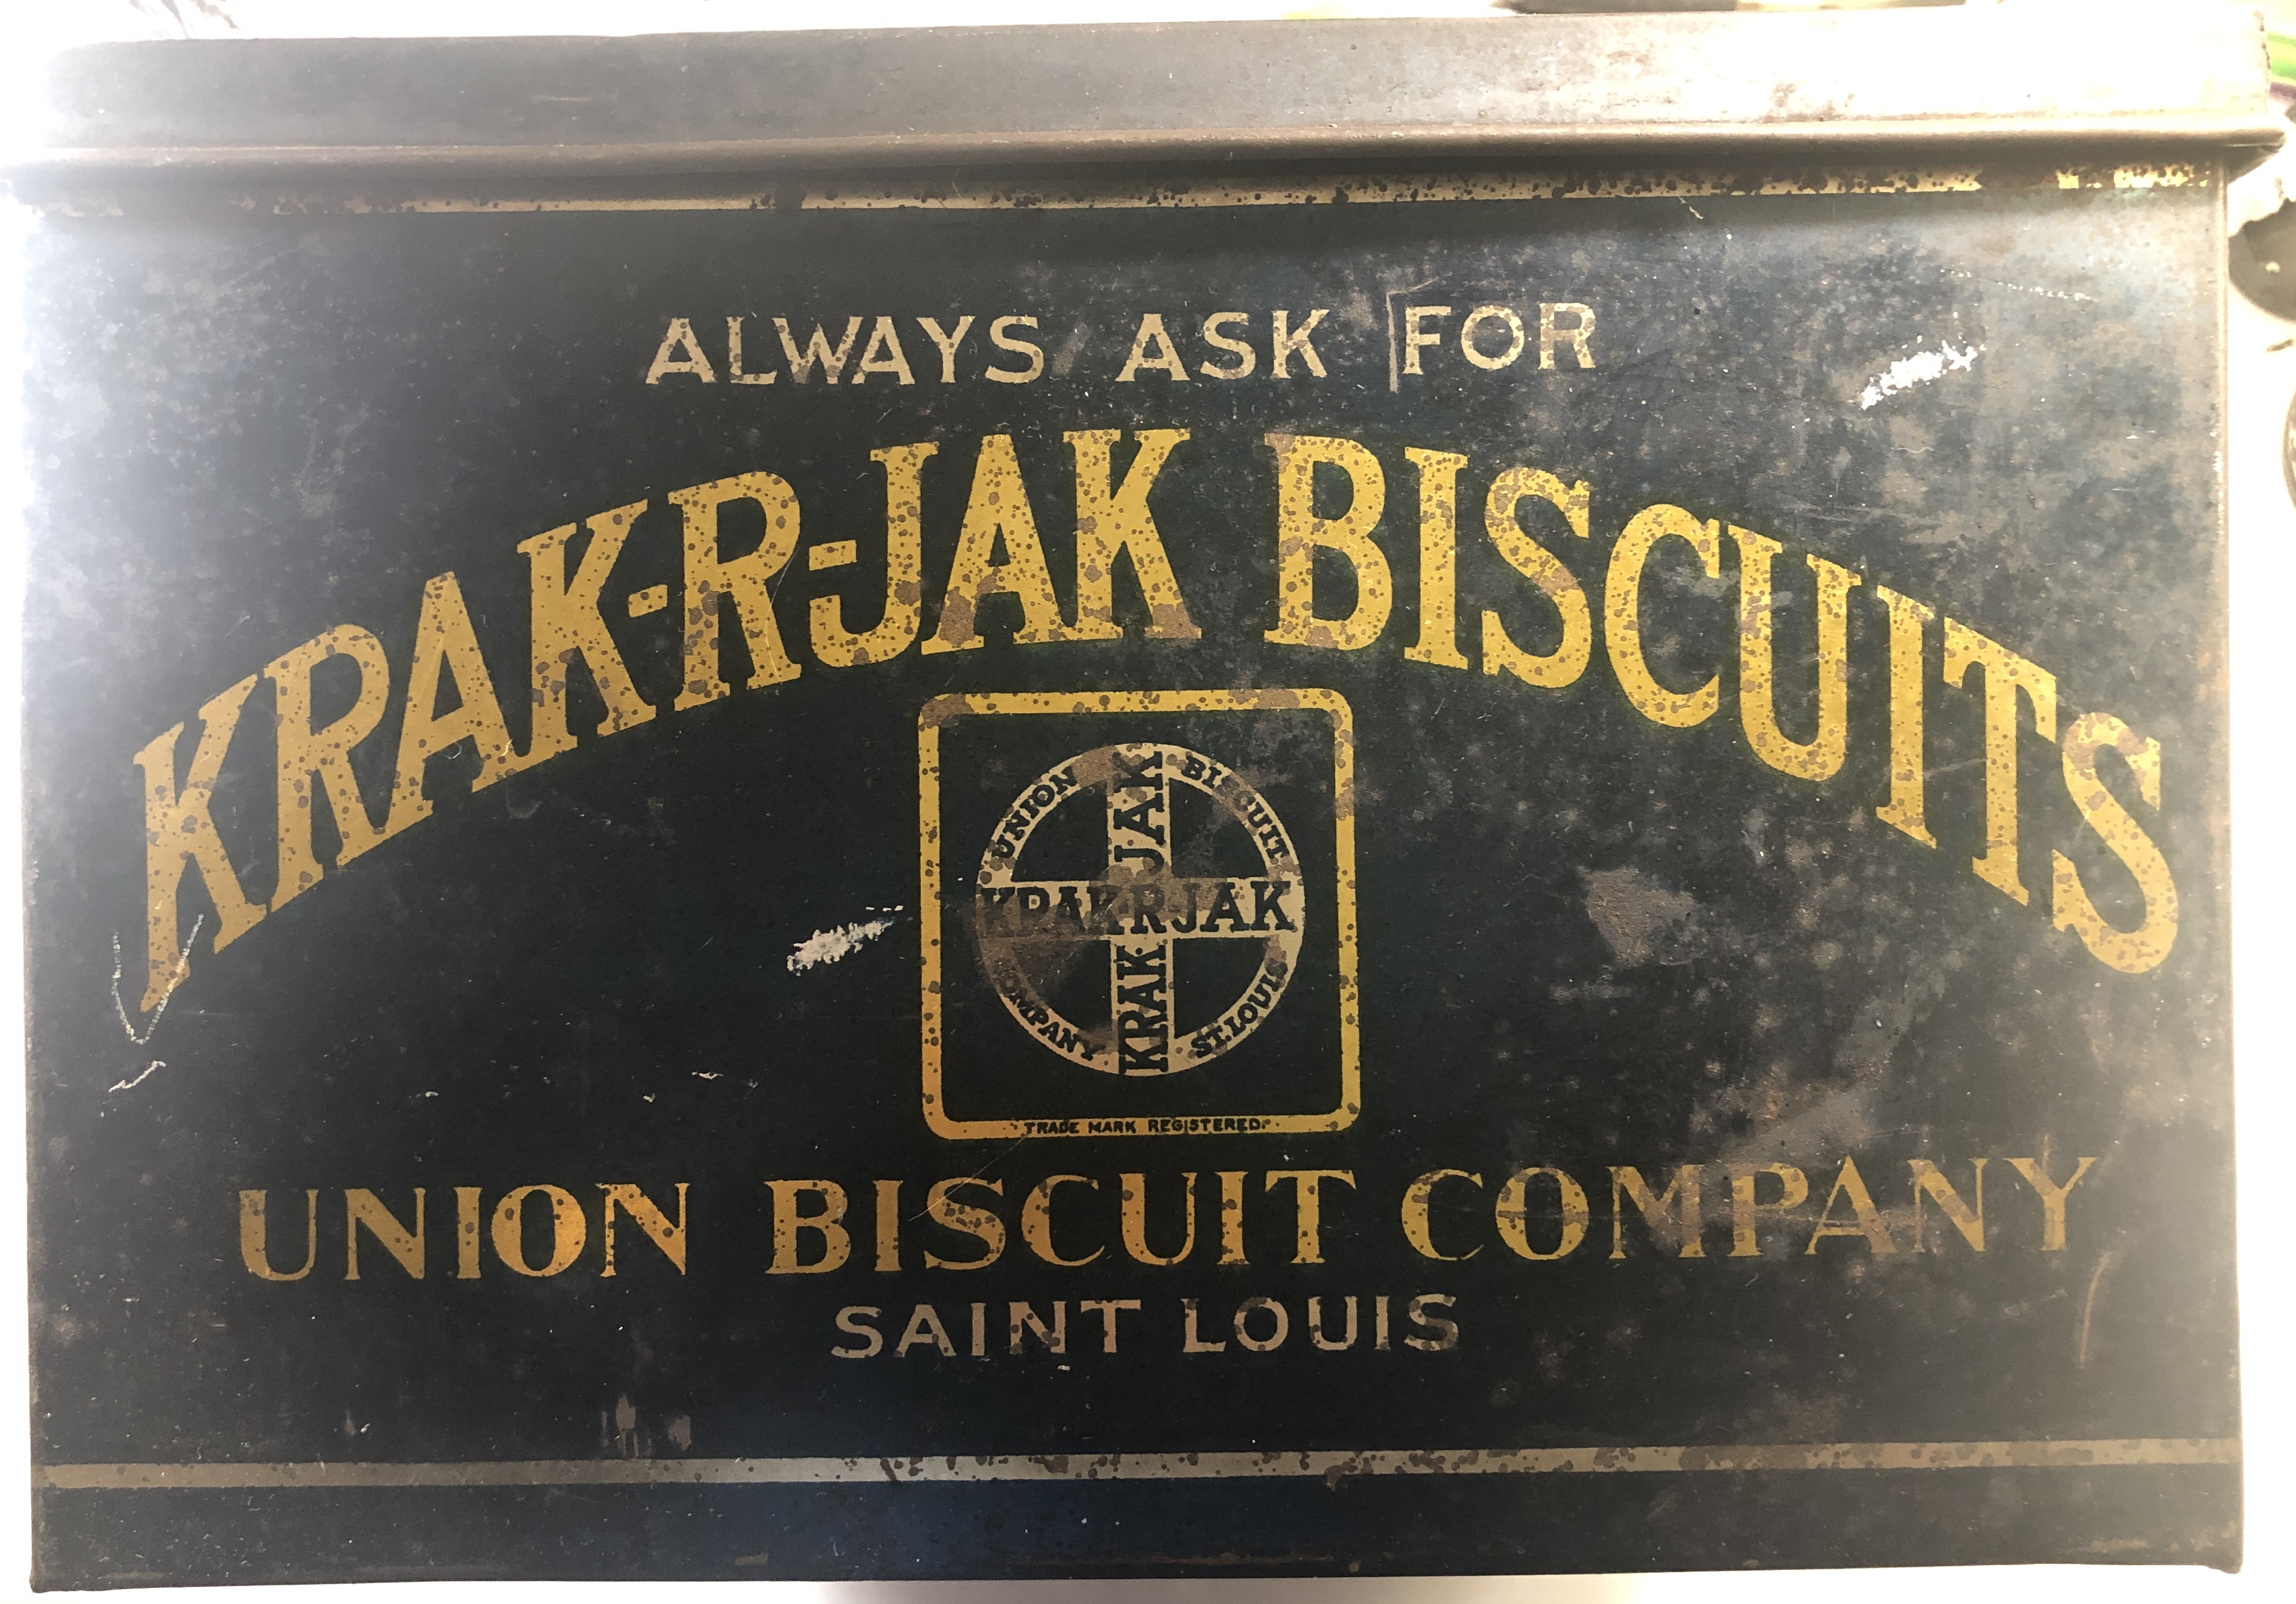 ALWAYS ASK FOR
KRAK-R-JAK BISCUITS
UNION BISCUIT
KRAK-R-JAK
KRAK-R-JAK
COMPANY ST. LOUIS
TRADE MARK REGISTERED.
UNION BISCUIT COMPANY
SAINT LOUIS